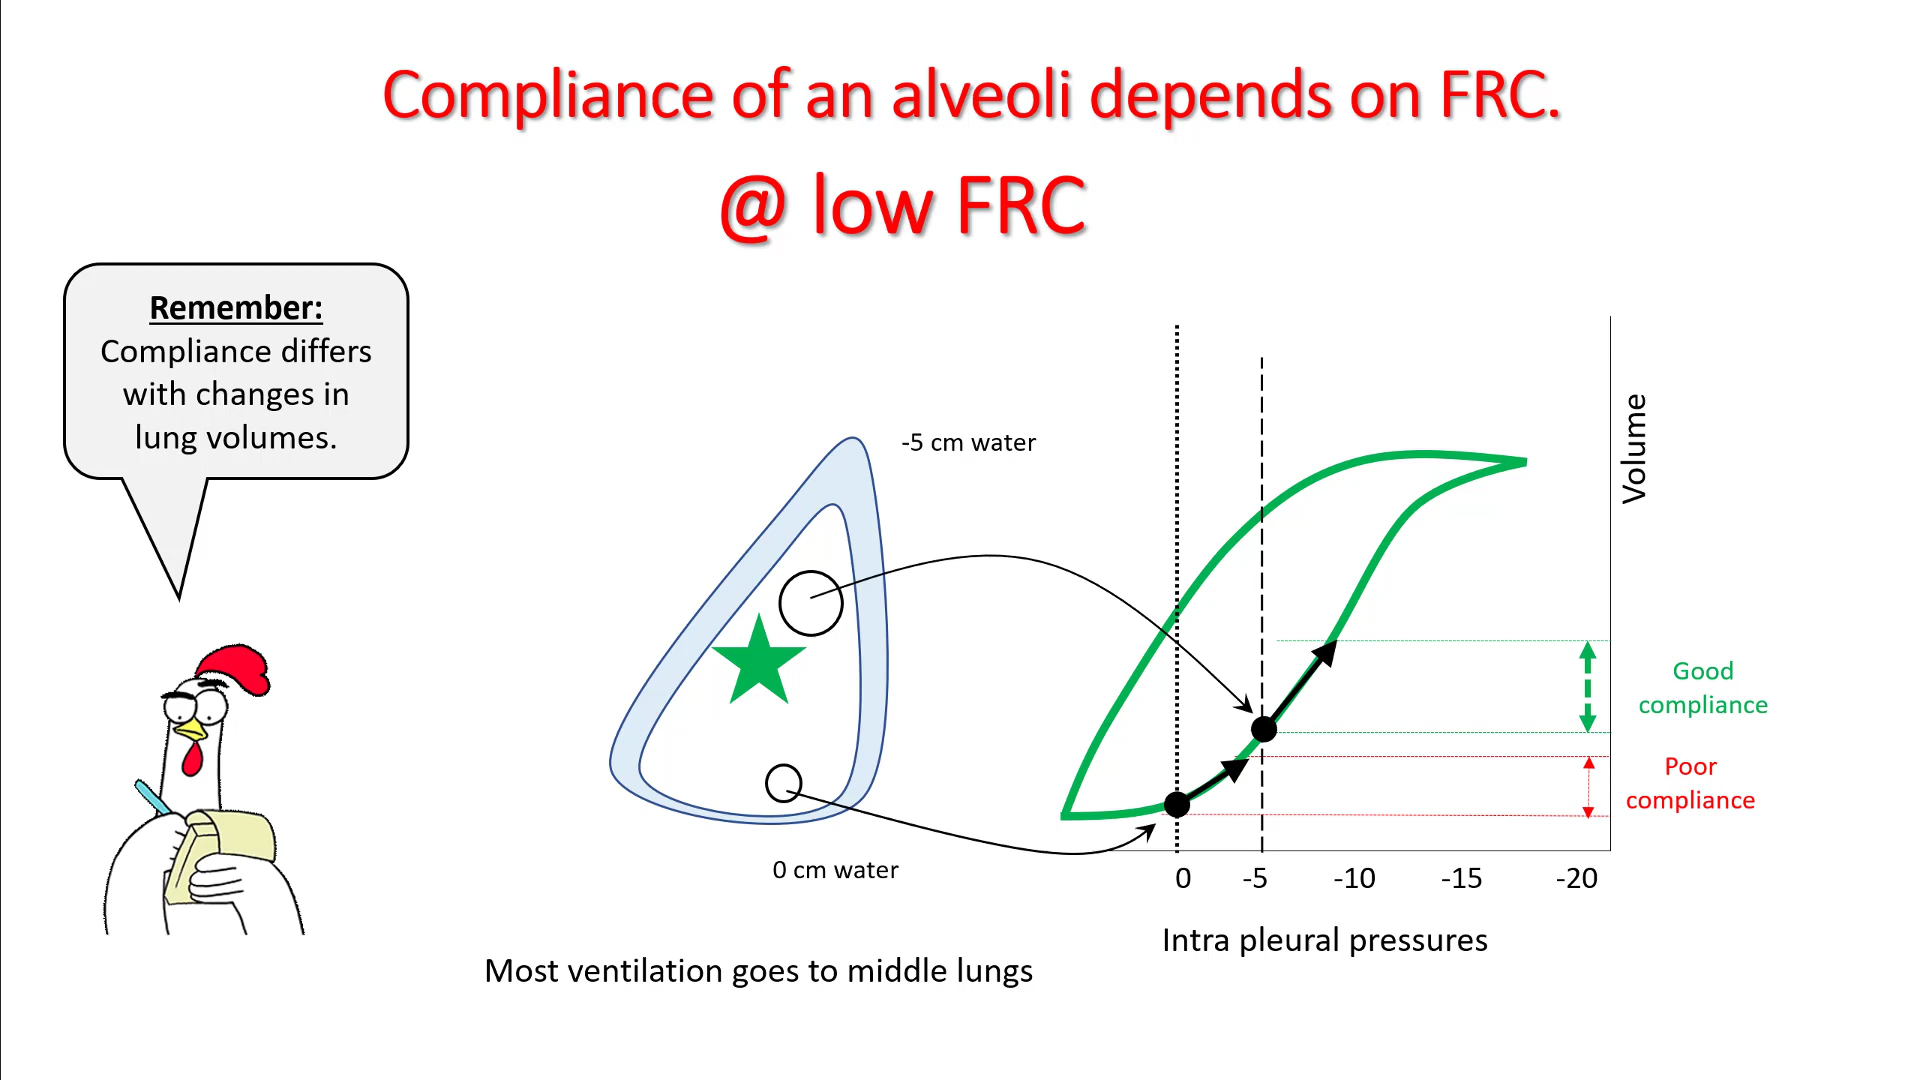 Compliance of an alveoli depends on FRC.
@ low FRC
Remember:
Compliance differs
with changes in
lung volumes.
-5 cm water
0 cm water
Most ventilation goes to middle lungs
Volume
Good
compliance
Poor
compliance
0 -5 -10 -15 -20
Intra pleural pressures